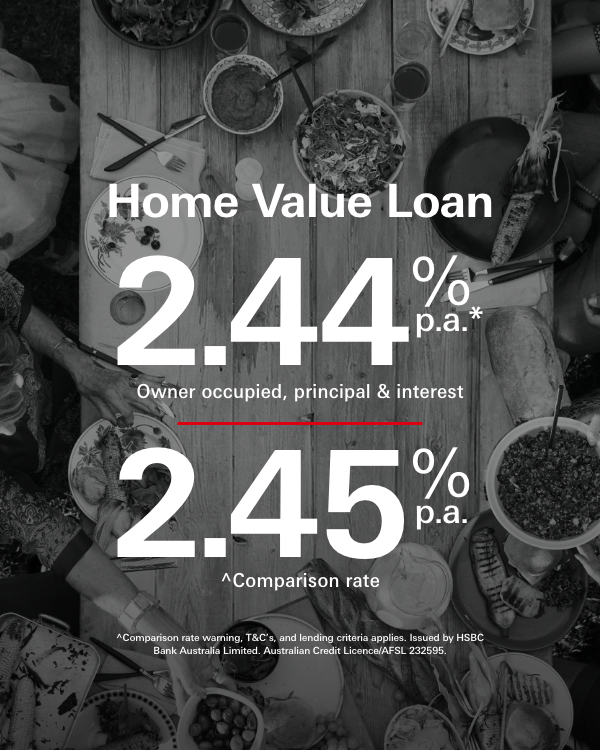 Home Value Loan
2.44% p.a.*
Owner occupied, principal & interest
2.45% p.a.
^Comparison rate
^Comparison rate warning, T&C's, and lending criteria applies. Issued by HSBC
Bank Australia Limited. Australian Credit Licence/AFSL 232595.